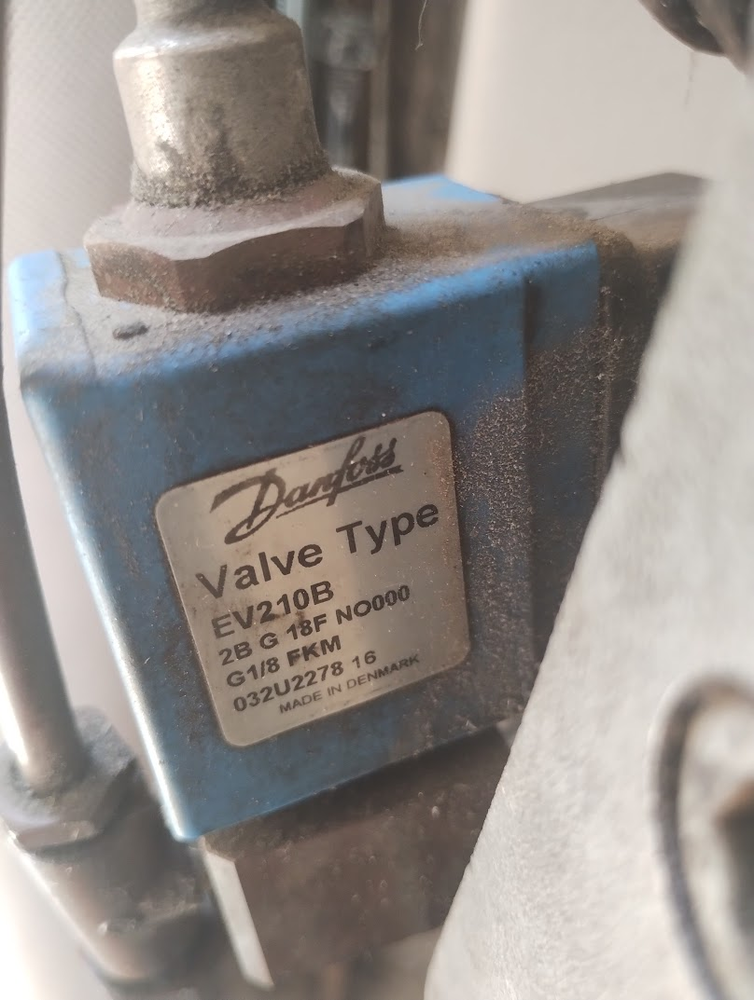 Danfoss
Valve Type
EV210B
2B G 18F NO000
G1/8 FKM
032U2278 16
MADE IN DENMARK